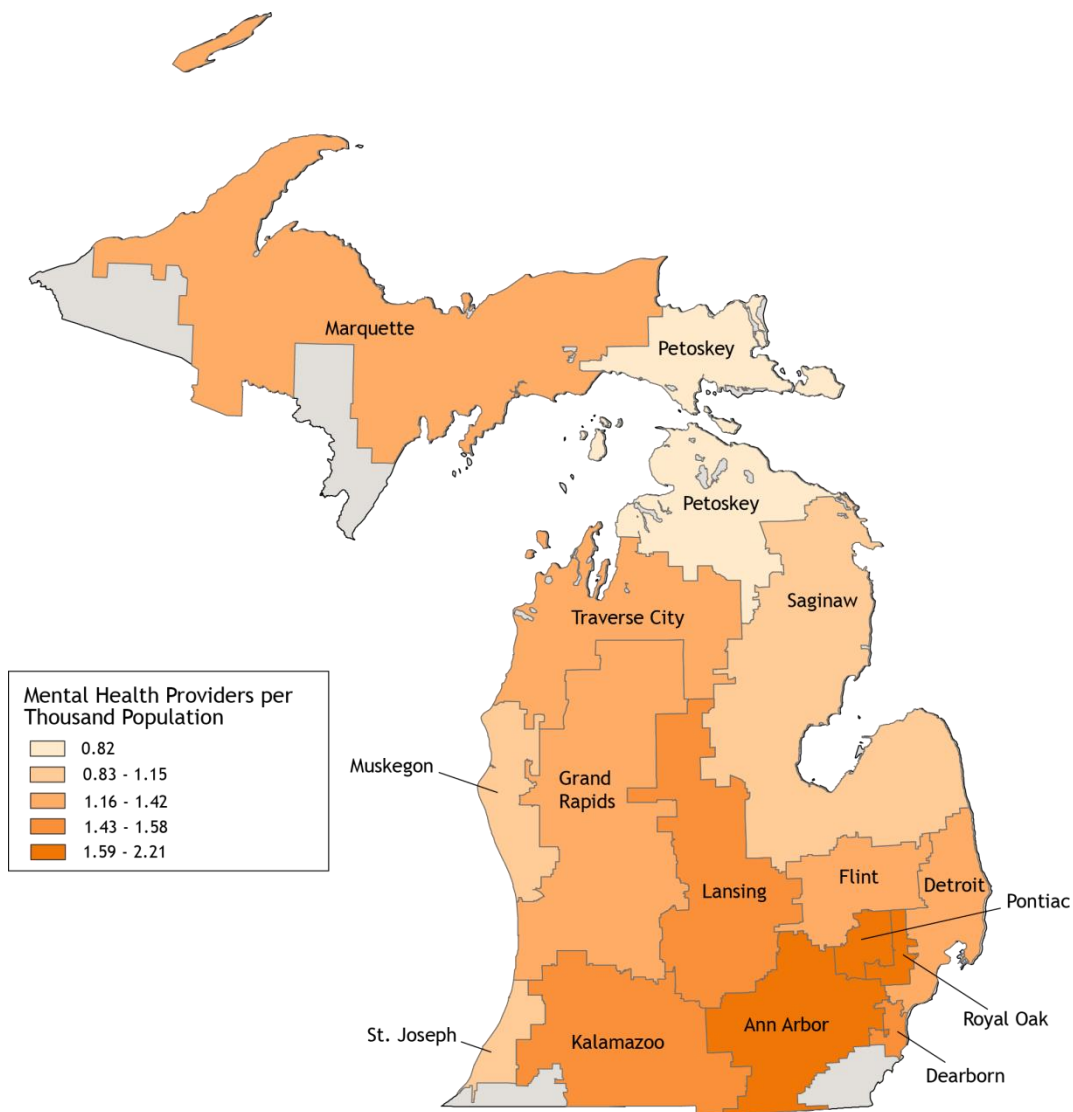 Marquette
Petoskey
Petoskey
Saginaw
Traverse City
Mental Health Providers per
Thousand Population
0.82
0.83 - 1.15
1.16 - 1.42
1.43 - 1.58
1.59 - 2.21
Muskegon
Grand
Rapids
Lansing
Flint
Detroit
Pontiac
Royal Oak
St. Joseph
Kalamazoo
Ann Arbor
Dearborn